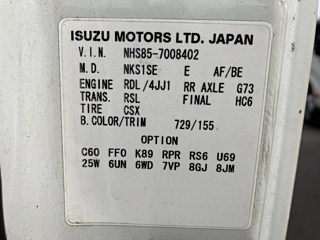 ISUZU MOTORS LTD. JAPAN
V.I.N. NHS85-7008402
M.D. NKS1SE E AF/BE
ENGINE RDL/4JJ1 RR AXLE G73
TRANS. RSL FINAL HC6
TIRE CSX
B.COLOR/TRIM 729/155
OPTION
C60 FF0 K89 RPR RS6 U69
25W 6UN 6WD 7VP 8GJ 8JM